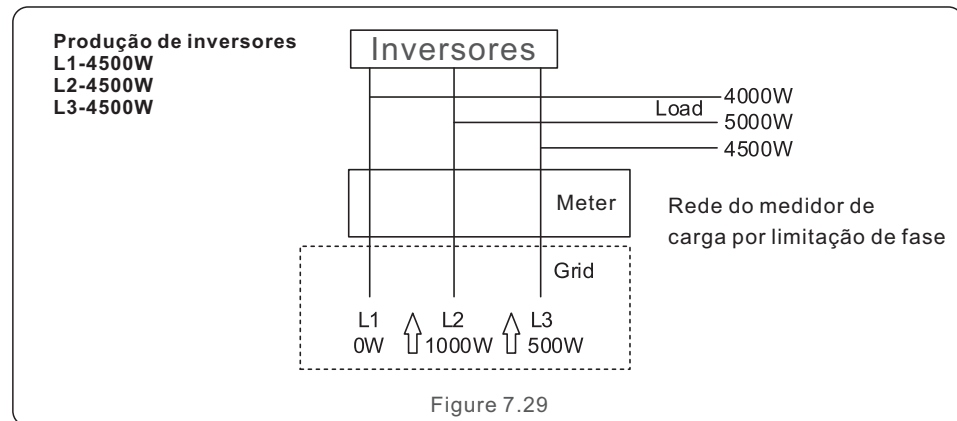 Produção de inversores
L1-4500W
L2-4500W
L3-4500W
Inversores
4000W
Load
5000W
4500W
Meter
Rede do medidor de
carga por limitação de fase
Grid
L1 L2 L3
0W 1000W 500W
Figure 7.29